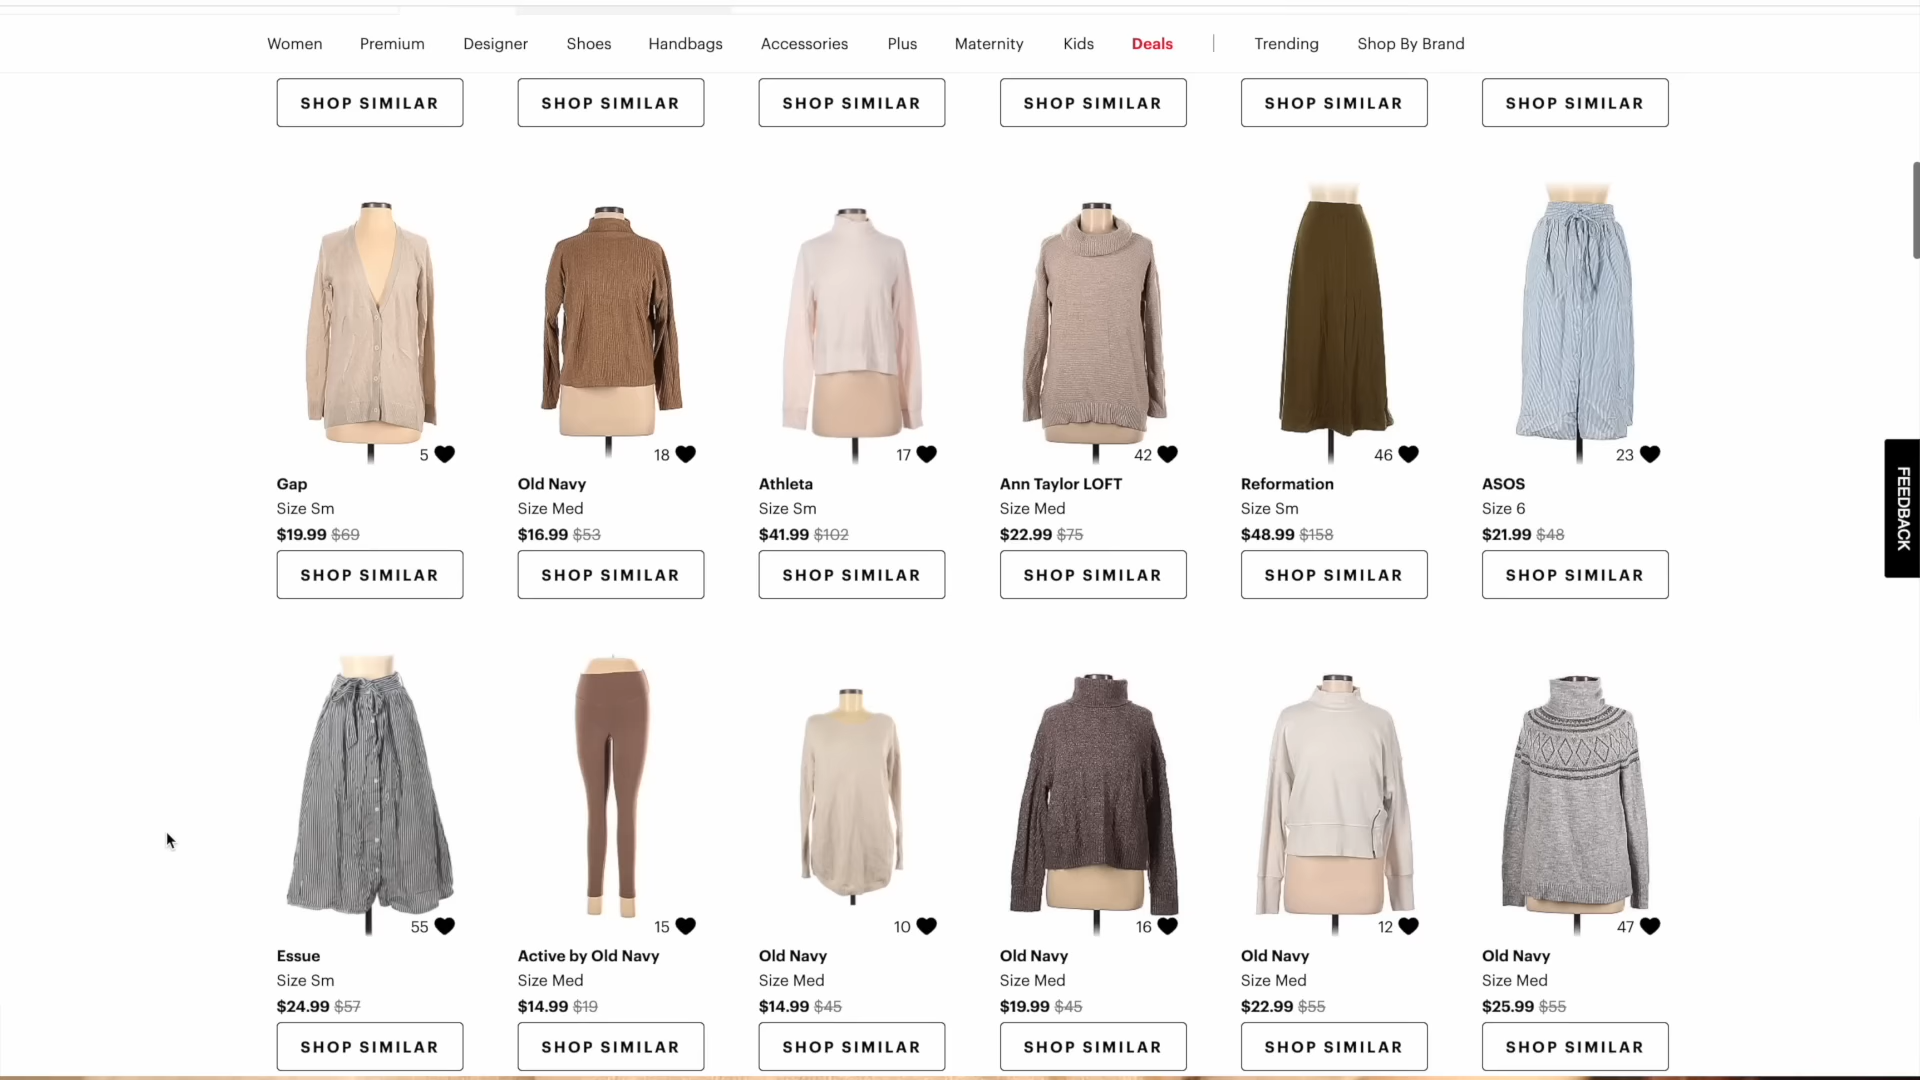 Women Premium Designer Shoes Handbags Accessories Plus Maternity Kids Deals | Trending Shop By Brand
SHOP SIMILAR SHOP SIMILAR SHOP SIMILAR SHOP SIMILAR SHOP SIMILAR SHOP SIMILAR
5 18 17 42 46 23
Gap Old Navy Athleta Ann Taylor LOFT Reformation ASOS
Size Sm Size Med Size Sm Size Med Size Sm Size 6
$19.99 $69 $16.99 $53 $41.99 $102 $22.99 $75 $48.99 $158 $21.99 $48
SHOP SIMILAR SHOP SIMILAR SHOP SIMILAR SHOP SIMILAR SHOP SIMILAR SHOP SIMILAR
FEEDBACK
55 15 10 16 12 47
Essue Active by Old Navy Old Navy Old Navy Old Navy Old Navy
Size Sm Size Med Size Med Size Med Size Med Size Med
$24.99 $57 $14.99 $19 $14.99 $45 $19.99 $45 $22.99 $55 $25.99 $55
SHOP SIMILAR SHOP SIMILAR SHOP SIMILAR SHOP SIMILAR SHOP SIMILAR SHOP SIMILAR